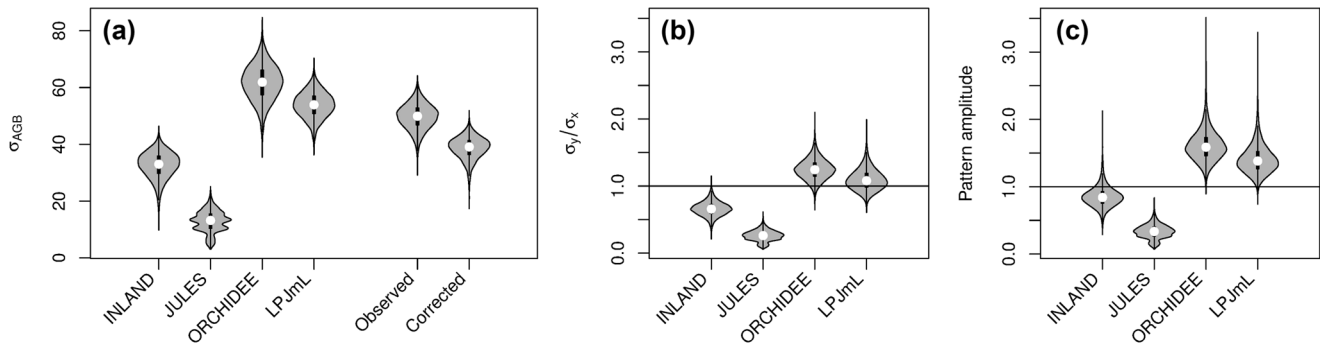 (a)
σAGB
80
60
40
20
0
INLAND
JULES
ORCHIDEE
LPJmL
Observed
Corrected
(b)
σy/σx
3.0
2.0
1.0
0.0
INLAND
JULES
ORCHIDEE
LPJmL
(c)
Pattern amplitude
3.0
2.0
1.0
0.0
INLAND
JULES
ORCHIDEE
LPJmL